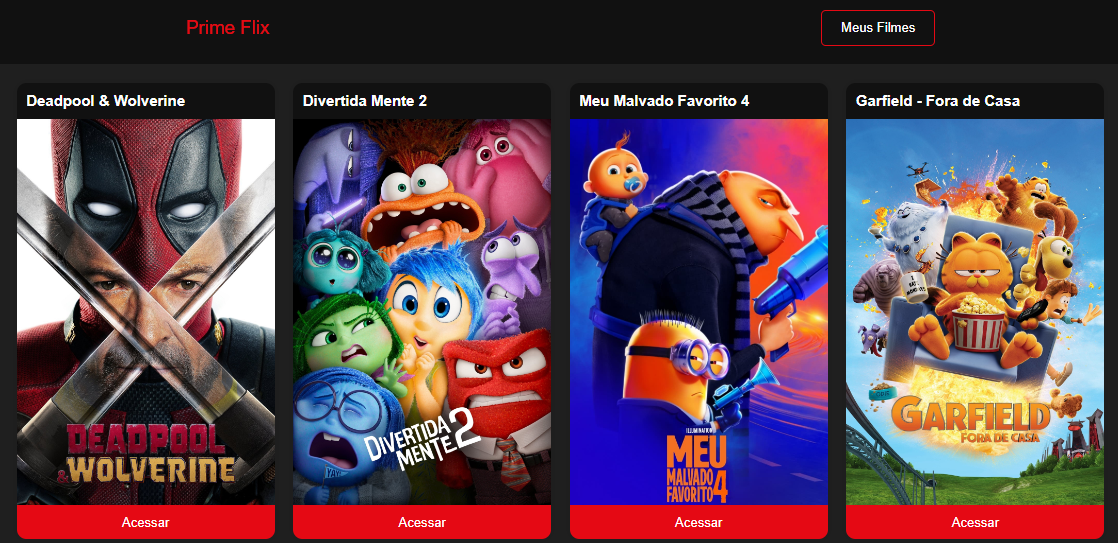 Prime Flix
Meus Filmes
Deadpool & Wolverine
Divertida Mente 2
Meu Malvado Favorito 4
Garfield - Fora de Casa
DEADPOOL
& WOLVERINE
DIVERTIDA
MENTE 2
ILLUMINATION
MEU
MALVADO
FAVORITO 4
GARFIELD
FORA DE CASA
Acessar
Acessar
Acessar
Acessar